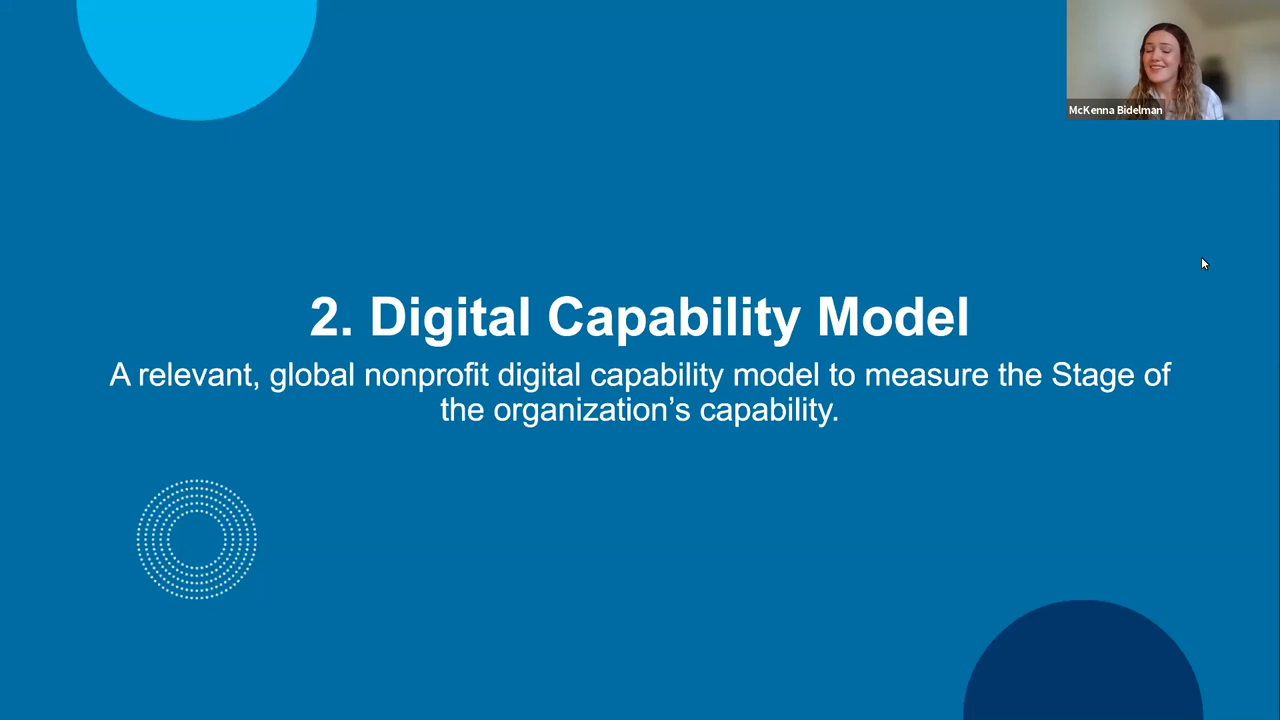 McKenna Bidelman
2. Digital Capability Model
A relevant, global nonprofit digital capability model to measure the Stage of
the organization’s capability.